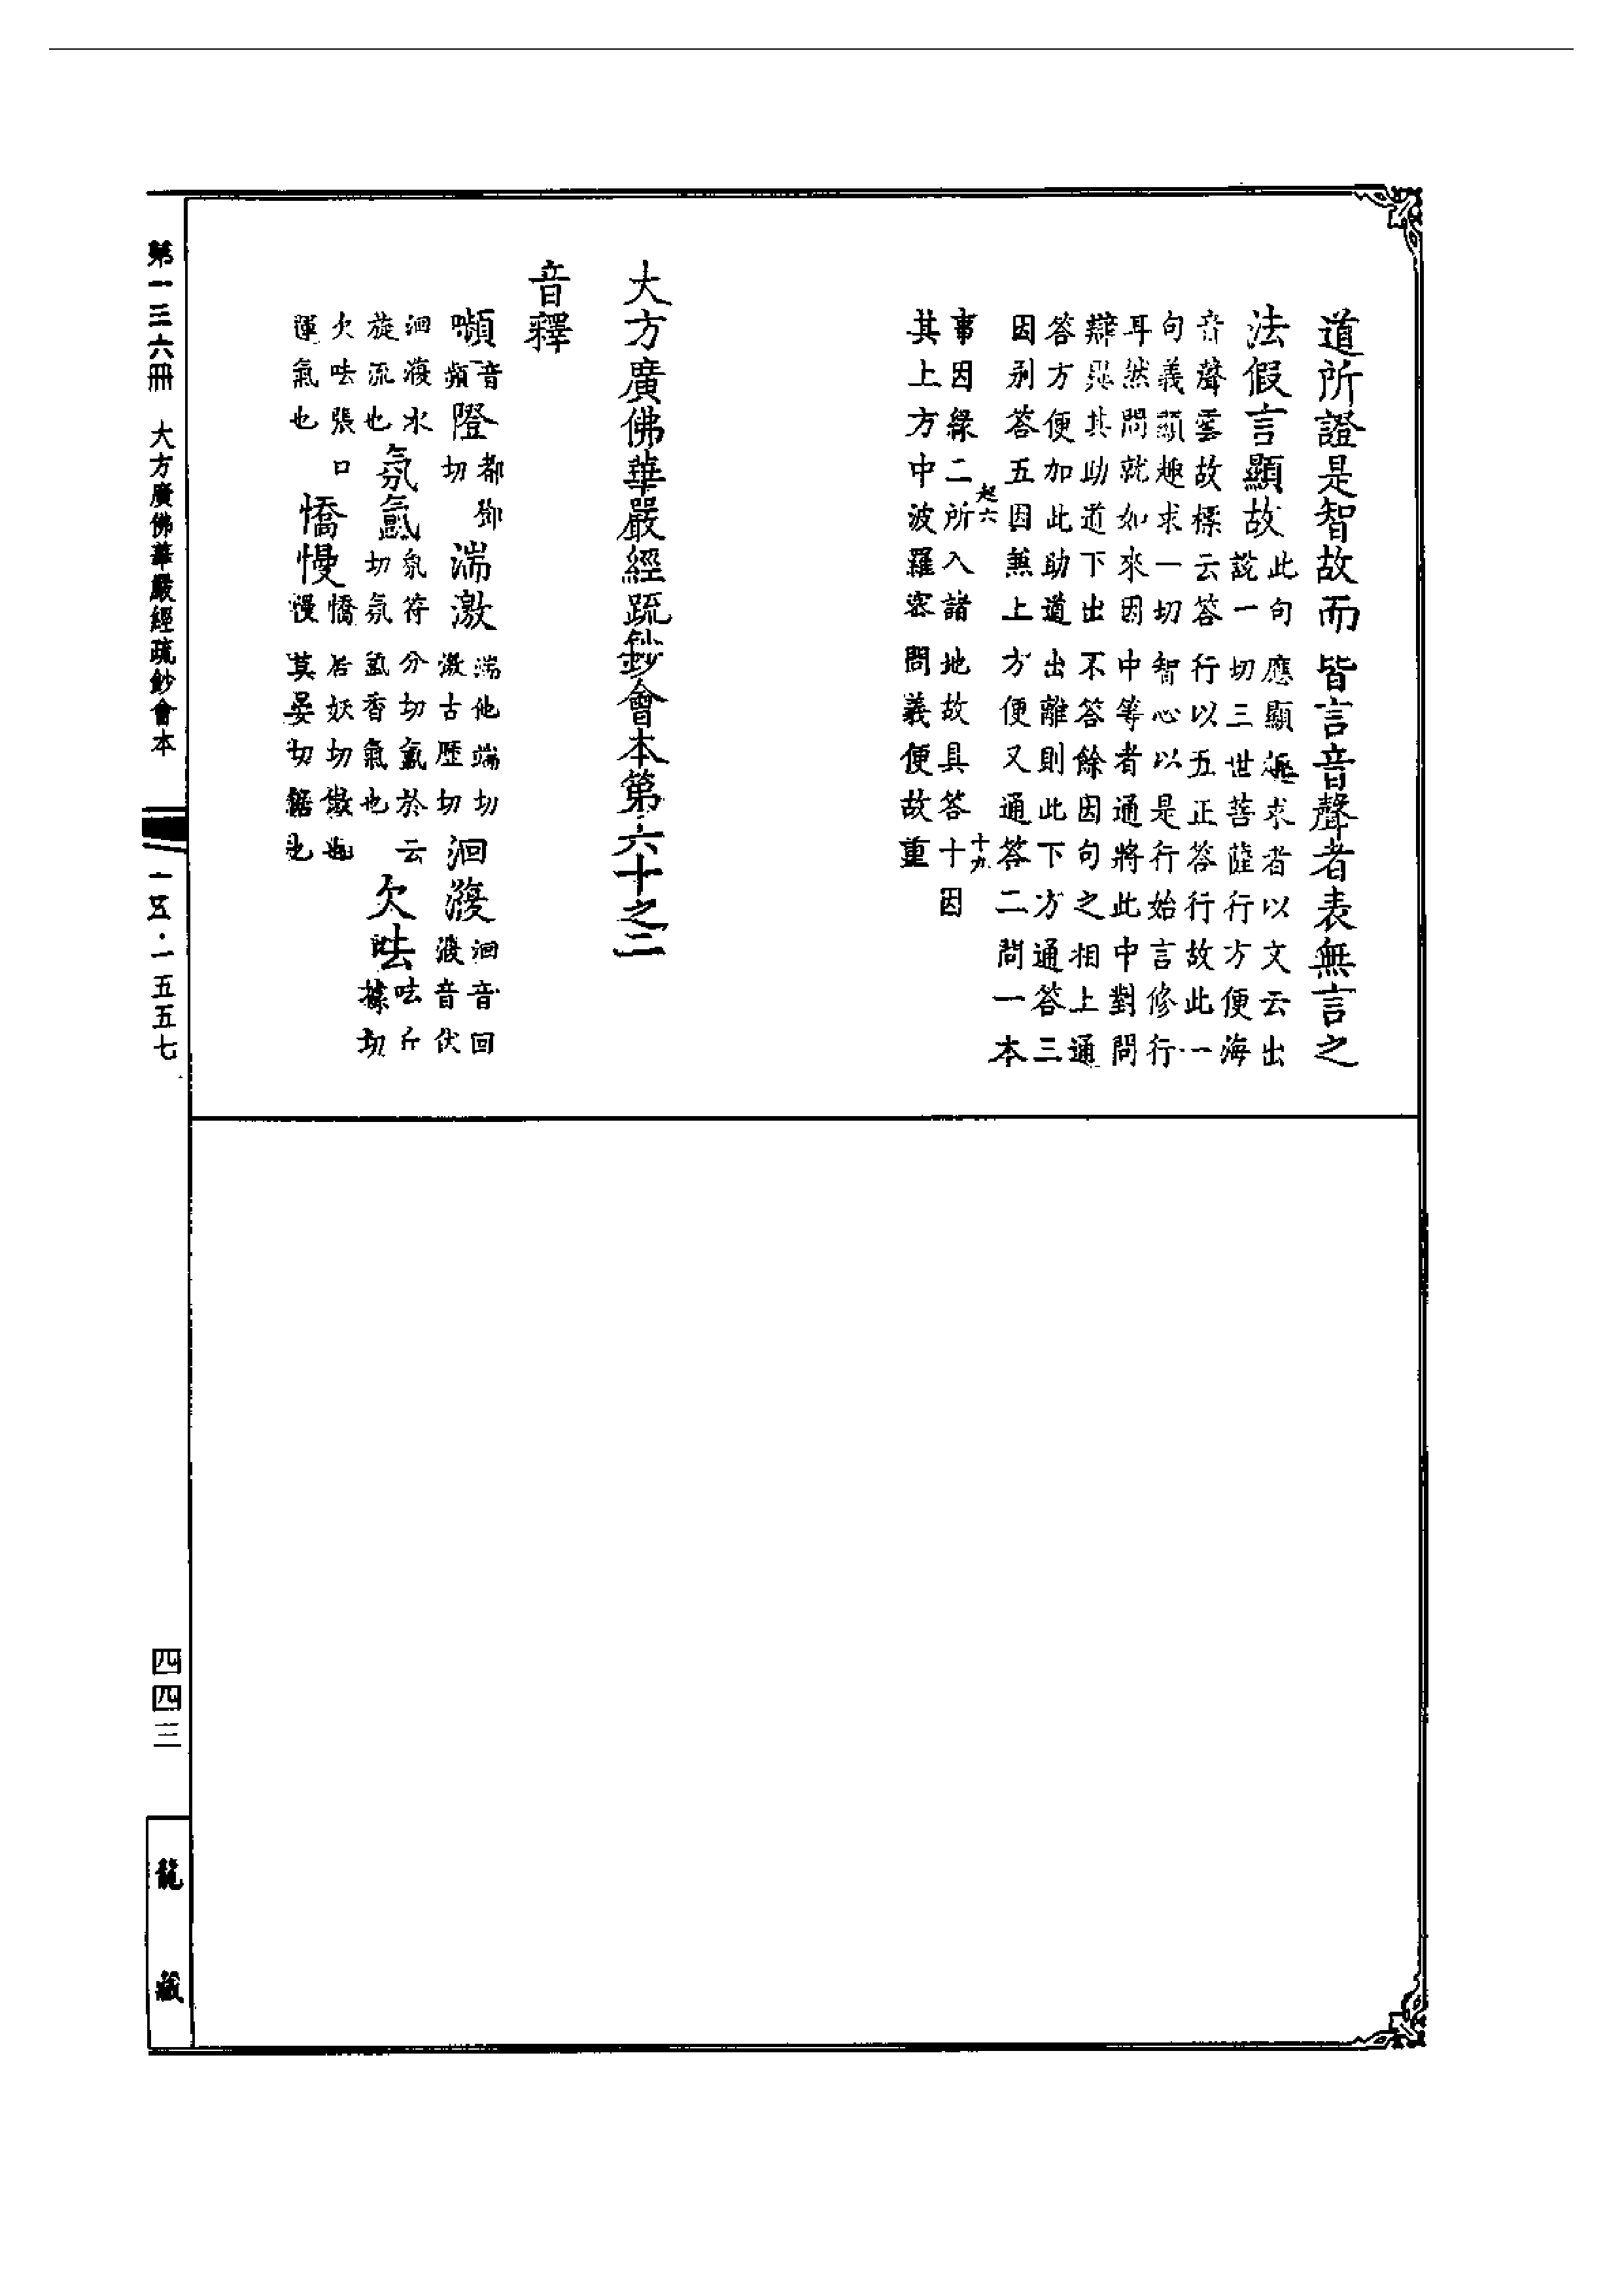 道所證是智故而皆言音聲者表無言之
法假言顯故
此句應顯無求者以文云出
說一切三世菩薩行方便海
音聲雲故標云答行以五正答行故此一
句義顯趣求一切智心以是行始言修行
耳然問就如來因中等者通將此中對問
辯異其助道下出不答餘因句之相上通
答方便加此助道出離則此下方通答三
因別答五因無上方便又通答二問一本
起六
十九
事因緣二所入諸地故具答十因
其上方中波羅密問義便故重
大方廣佛華嚴經疏鈔會本第六十之二
音釋
嚬
音
頻
隥
都鄧
切
湍激
湍他端切
激古歷切
洄澓
洄音回
澓音伏
洄澓水
旋流也
氛氳
氛符分切氳於云
切氛氳香氣也
欠呿
呿丘
據切
欠呿張口
運氣也
憍慢
憍居妖切傲也
慢莫晏切倨也
第一三六冊 大方廣佛華嚴經疏鈔會本 一五·一五五七
四四三
龍藏